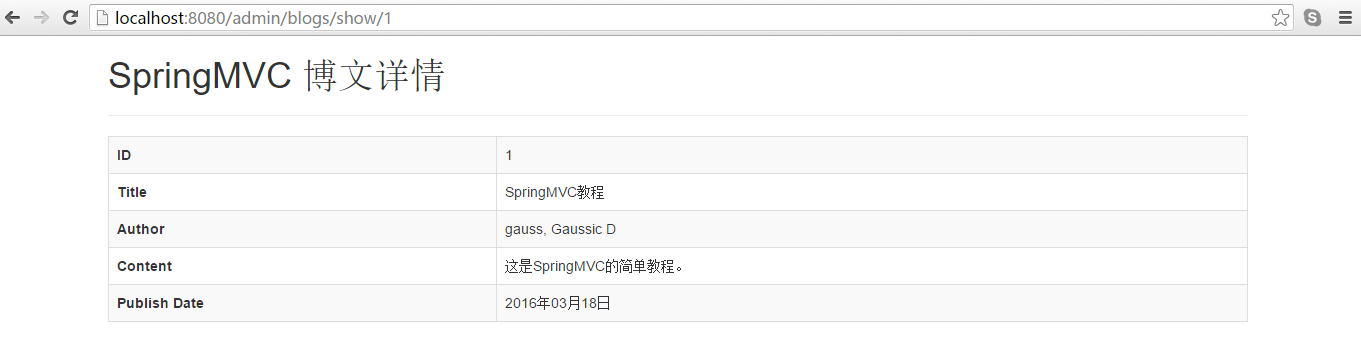 localhost:8080/admin/blogs/show/1
SpringMVC 博文详情
ID 1
Title SpringMVC教程
Author gauss, Gaussic D
Content 这是SpringMVC的简单教程。
Publish Date 2016年03月18日